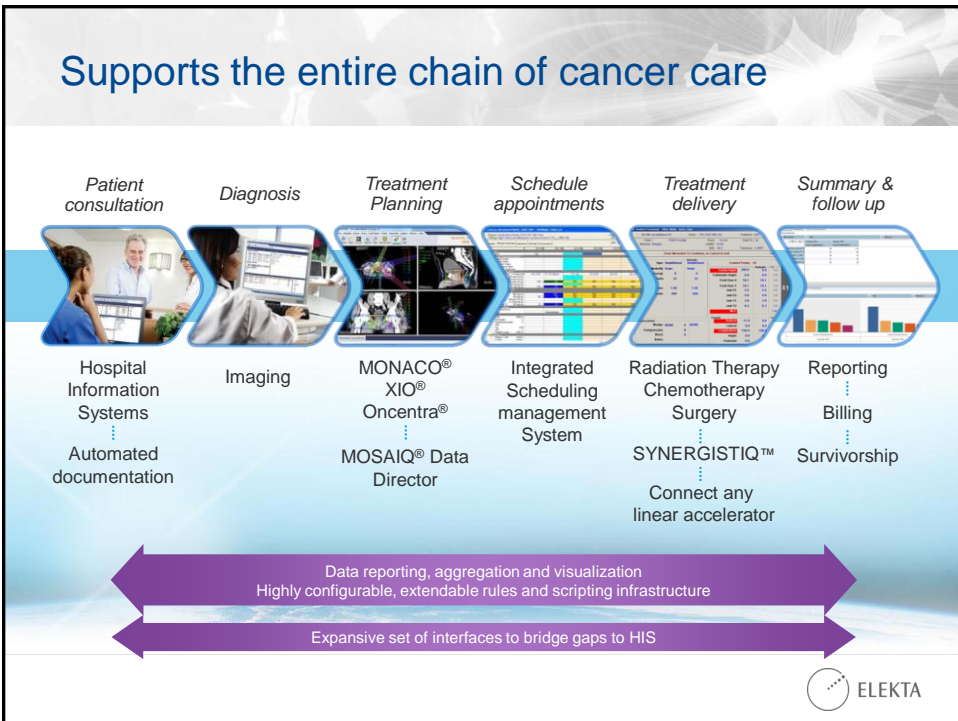 Supports the entire chain of cancer care
Patient
consultation
Diagnosis
Treatment
Planning
Schedule
appointments
Treatment
delivery
Summary &
follow up
Hospital
Information
Systems
Automated
documentation
Imaging
MONACO®
XIO®
Oncentra®
MOSAIQ® Data
Director
Integrated
Scheduling
management
System
Radiation Therapy
Chemotherapy
Surgery
SYNERGISTIQ™
Connect any
linear accelerator
Reporting
Billing
Survivorship
Data reporting, aggregation and visualization
Highly configurable, extendable rules and scripting infrastructure
Expansive set of interfaces to bridge gaps to HIS
ELEKTA